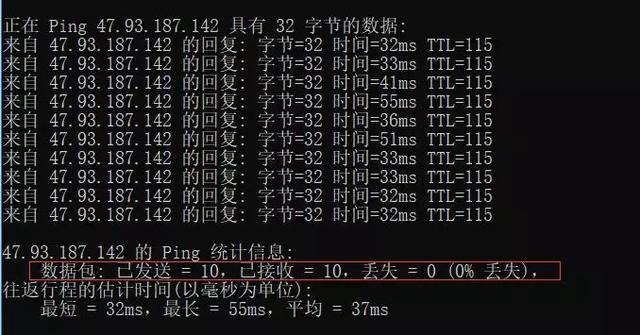 正在 Ping 47.93.187.142 具有 32 字节的数据:
来自 47.93.187.142 的回复: 字节=32 时间=32ms TTL=115
来自 47.93.187.142 的回复: 字节=32 时间=33ms TTL=115
来自 47.93.187.142 的回复: 字节=32 时间=41ms TTL=115
来自 47.93.187.142 的回复: 字节=32 时间=55ms TTL=115
来自 47.93.187.142 的回复: 字节=32 时间=36ms TTL=115
来自 47.93.187.142 的回复: 字节=32 时间=51ms TTL=115
来自 47.93.187.142 的回复: 字节=32 时间=33ms TTL=115
来自 47.93.187.142 的回复: 字节=32 时间=33ms TTL=115
来自 47.93.187.142 的回复: 字节=32 时间=32ms TTL=115
来自 47.93.187.142 的回复: 字节=32 时间=33ms TTL=115
47.93.187.142 的 Ping 统计信息:
数据包: 已发送 = 10，已接收 = 10，丢失 = 0 (0% 丢失)，
往返行程的估计时间(以毫秒为单位):
最短 = 32ms，最长 = 55ms，平均 = 37ms